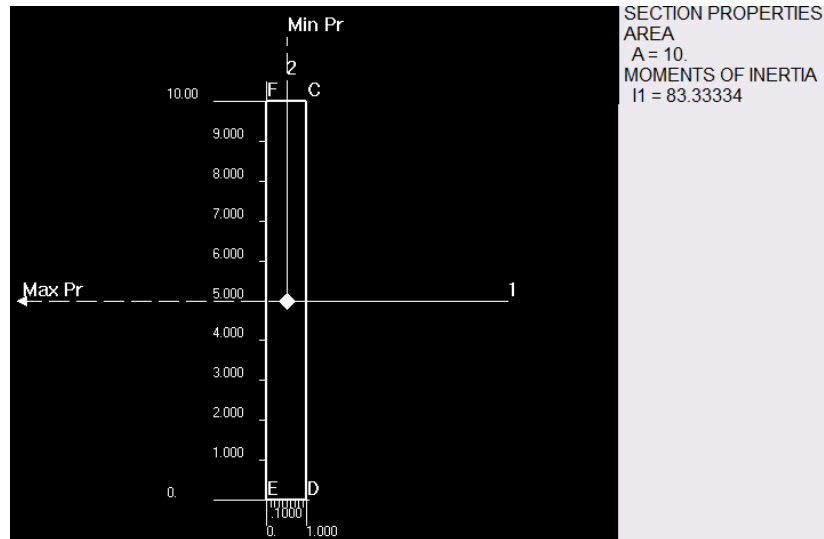 Min Pr
2
F C
10.00
9.000
8.000
7.000
6.000
Max Pr
5.000
1
4.000
3.000
2.000
1.000
0.
E D
.1000
0. 1.000
SECTION PROPERTIES
AREA
A = 10.
MOMENTS OF INERTIA
I1 = 83.33334